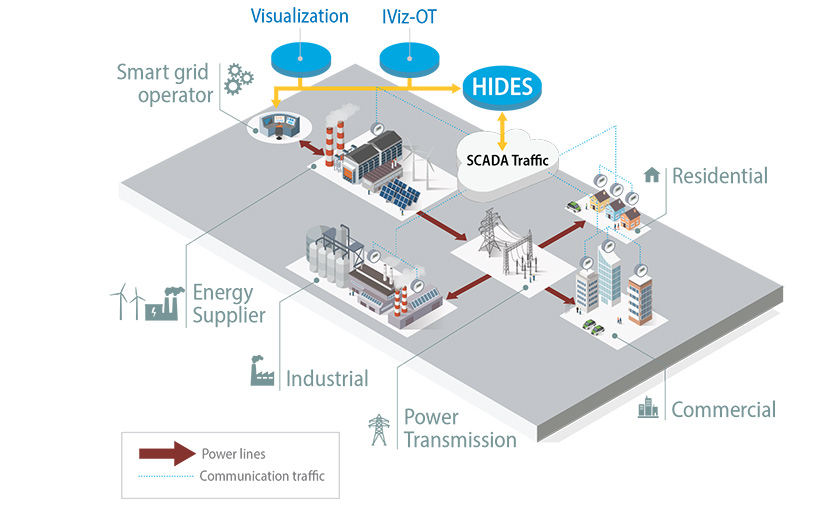 Visualization
IViz-OT
Smart grid
operator
HIDES
SCADA Traffic
Residential
Energy
Supplier
Industrial
Power
Transmission
Commercial
Power lines
Communication traffic